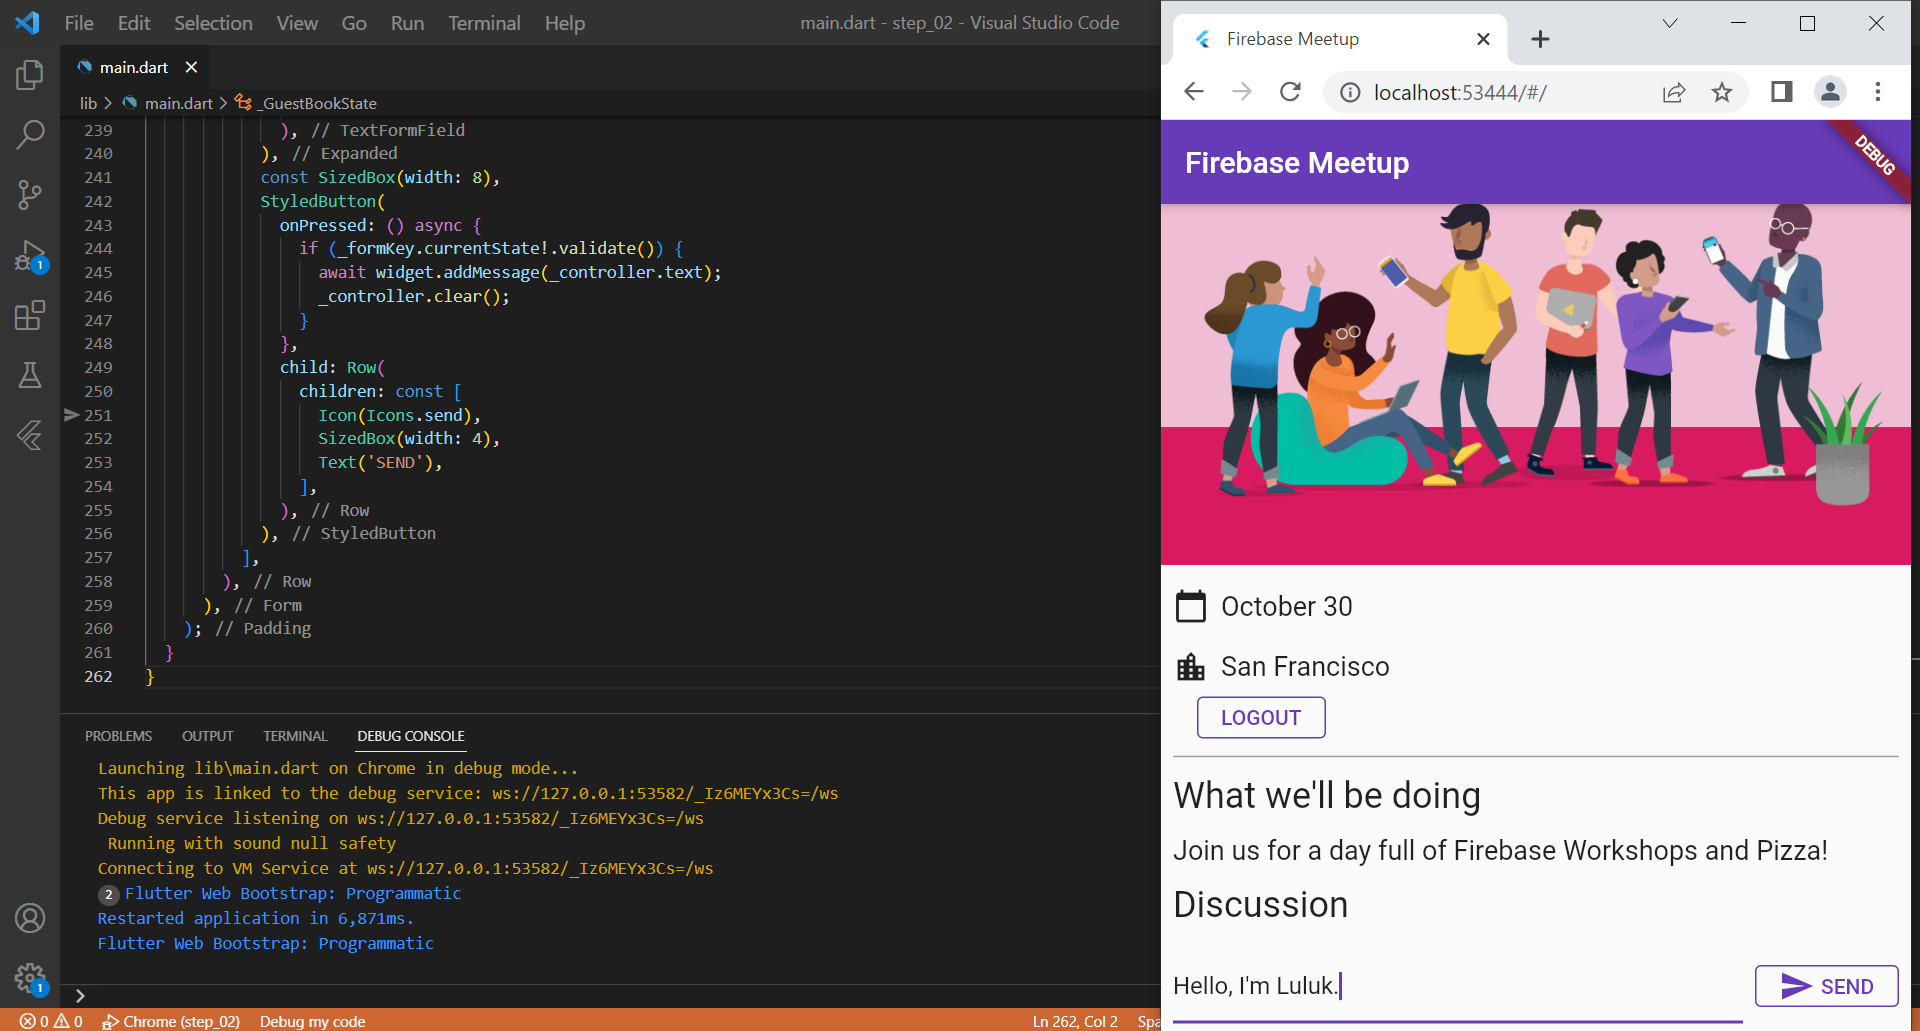 File Edit Selection View Go Run Terminal Help
main.dart - step_02 - Visual Studio Code
main.dart
lib > main.dart > _GuestBookState
239 ), // TextFormField
240 ), // Expanded
241 const SizedBox(width: 8),
242 StyledButton(
243 onPressed: () async {
244 if (_formKey.currentState!.validate()) {
245 await widget.addMessage(_controller.text);
246 _controller.clear();
247 }
248 },
249 child: Row(
250 children: const [
251 Icon(Icons.send),
252 SizedBox(width: 4),
253 Text('SEND'),
254 ],
255 ), // Row
256 ), // StyledButton
257 ],
258 ), // Row
259 ), // Form
260 ); // Padding
261 }
262 }
1
PROBLEMS OUTPUT TERMINAL DEBUG CONSOLE
Launching lib\main.dart on Chrome in debug mode...
This app is linked to the debug service: ws://127.0.0.1:53582/_Iz6MEYx3Cs=/ws
Debug service listening on ws://127.0.0.1:53582/_Iz6MEYx3Cs=/ws
Running with sound null safety
Connecting to VM Service at ws://127.0.0.1:53582/_Iz6MEYx3Cs=/ws
2 Flutter Web Bootstrap: Programmatic
Restarted application in 6,871ms.
Flutter Web Bootstrap: Programmatic
1
>
0 0 Chrome (step_02) Debug my code Ln 262, Col 2 Spa
Firebase Meetup
localhost:53444/#/
Firebase Meetup
DEBUG
October 30
San Francisco
LOGOUT
What we'll be doing
Join us for a day full of Firebase Workshops and Pizza!
Discussion
Hello, I'm Luluk.
SEND